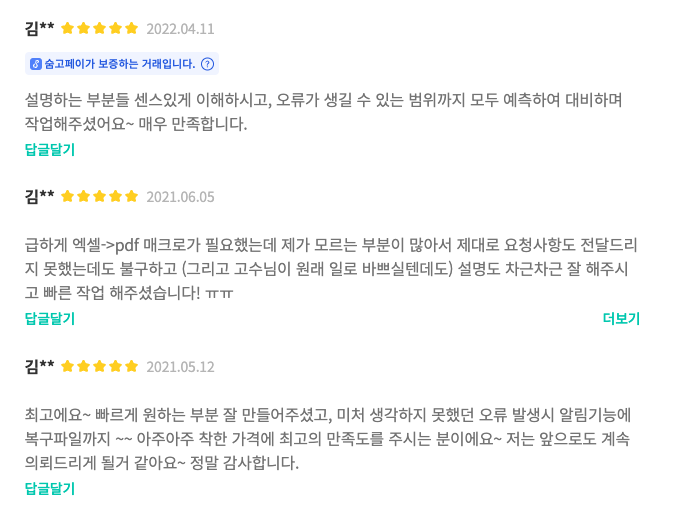 김** 2022.04.11
숨고페이가 보증하는 거래입니다. ?
설명하는 부분들 센스있게 이해하시고, 오류가 생길 수 있는 범위까지 모두 예측하여 대비하며
작업해주셨어요~ 매우 만족합니다.
답글달기
김** 2021.06.05
급하게 엑셀->pdf 매크로가 필요했는데 제가 모르는 부분이 많아서 제대로 요청사항도 전달드리
지 못했는데도 불구하고 (그리고 고수님이 원래 일로 바쁘실텐데도) 설명도 차근차근 잘 해주시
고 빠른 작업 해주셨습니다! ㅠㅠ
답글달기 더보기
김** 2021.05.12
최고에요~ 빠르게 원하는 부분 잘 만들어주셨고, 미처 생각하지 못했던 오류 발생시 알림기능에
복구파일까지 ~~ 아주아주 착한 가격에 최고의 만족도를 주시는 분이에요~ 저는 앞으로도 계속
의뢰드리게 될거 같아요~ 정말 감사합니다.
답글달기